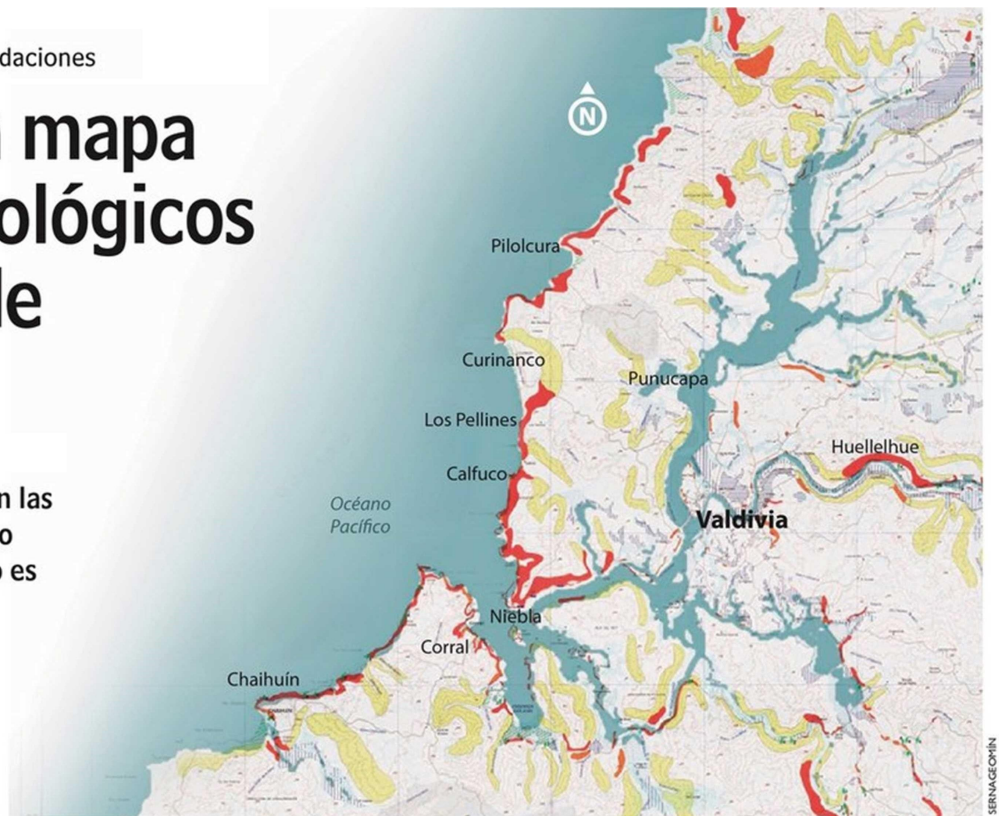 daciones
mapa
ológicos
le
n las
o
o es
N
Pilolcura
Curinanco
Punucapa
Los Pellines
Huellelhue
Calfuco
Océano
Pacífico
Valdivia
Niebla
Corral
Chaihuín
SERNAGEOMÍN